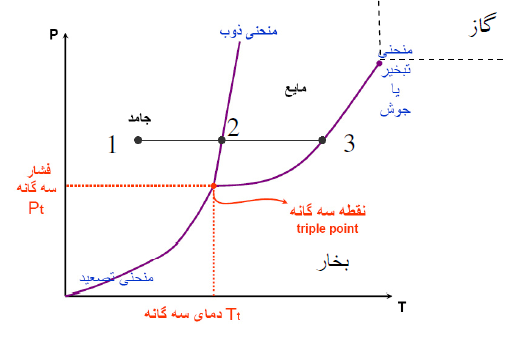 گاز
P
منحنی ذوب
منحنی
تبخیر
یا
جوش
مایع
جامد
1
2
3
فشار
سه گانه
Pt
نقطه سه گانه
triple point
بخار
منحنی تصعید
T
دمای سه گانه Tt